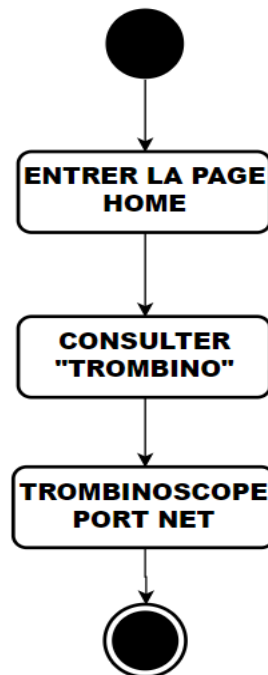 ENTRER LA PAGE
HOME
CONSULTER
"TROMBINO"
TROMBINOSCOPE
PORT NET